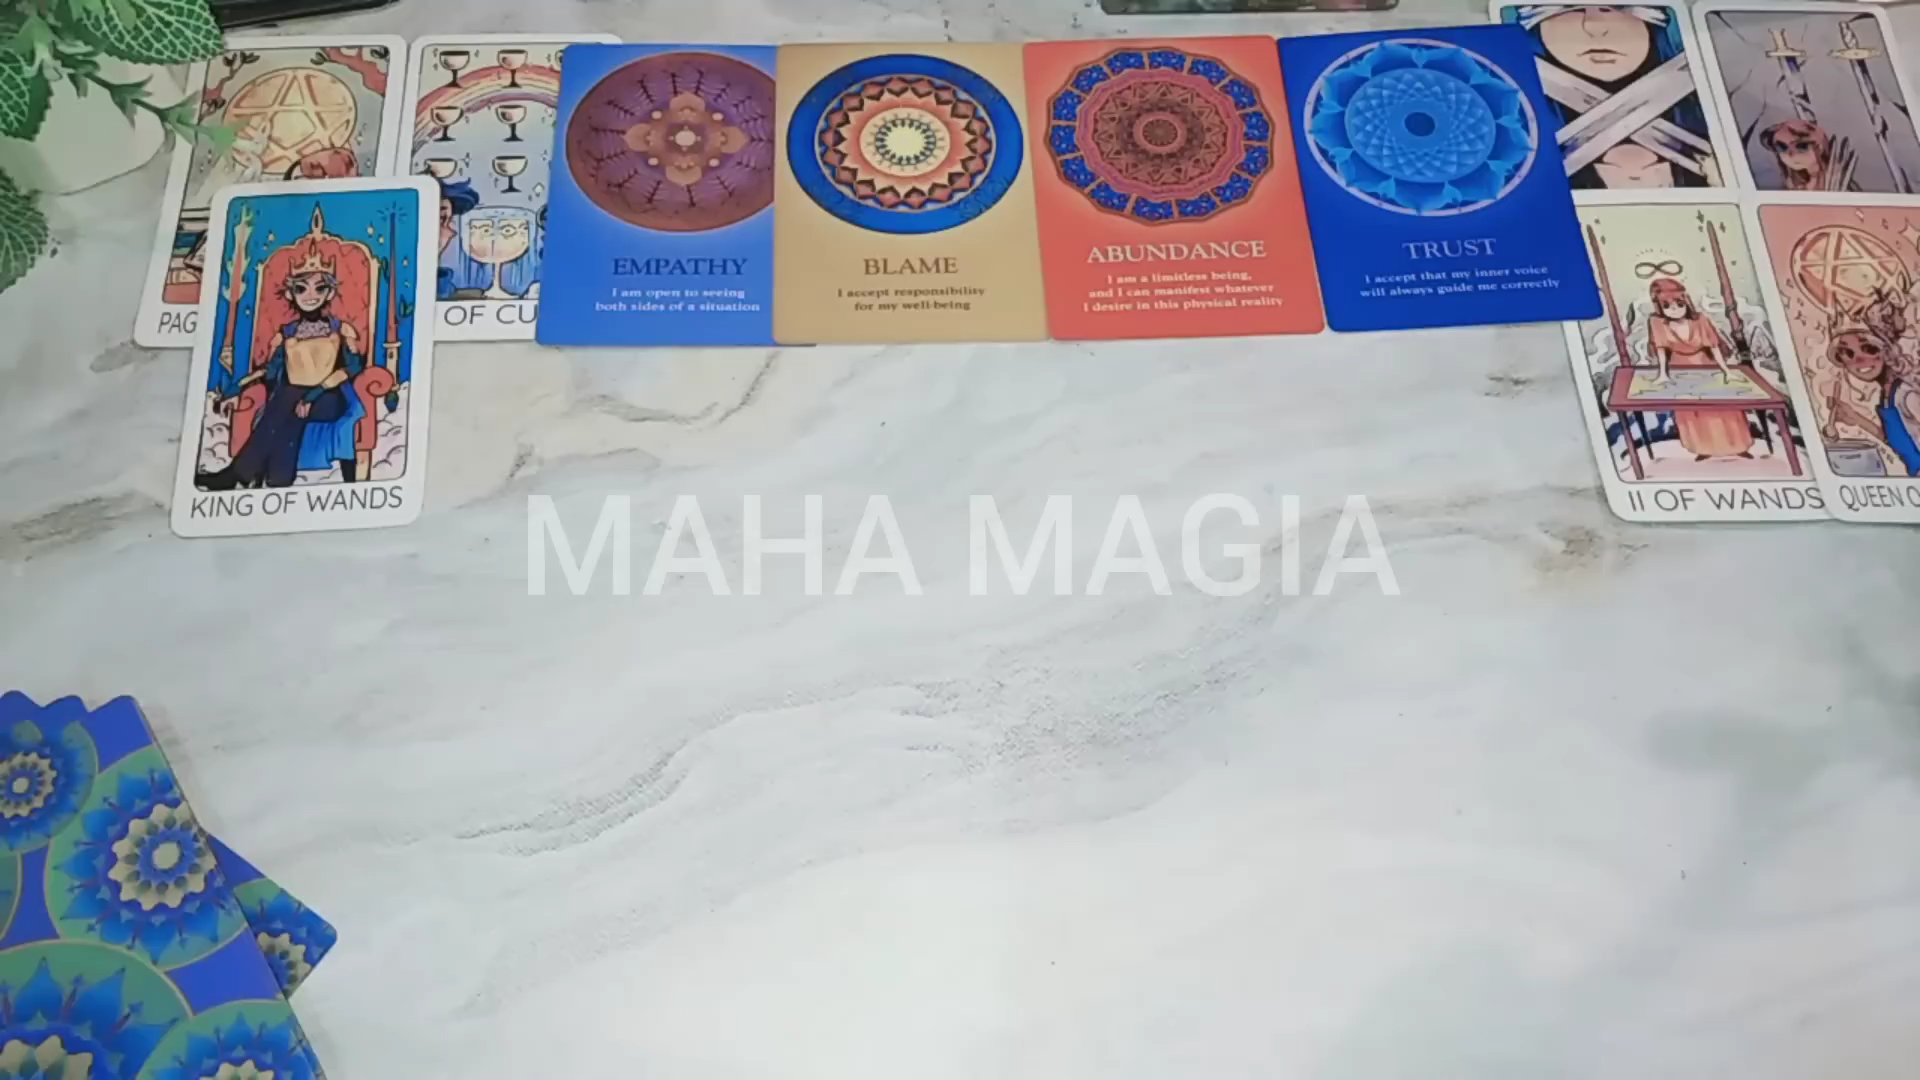 PAG
OF CU
KING OF WANDS
EMPATHY
I am open to seeing
both sides of a situation
BLAME
I accept responsibility
for my well-being
ABUNDANCE
I am a limitless being,
and I can manifest whatever
I desire in this physical reality
TRUST
I accept that my inner voice
will always guide me correctly
II OF WANDS
QUEEN O
MAHA MAGIA